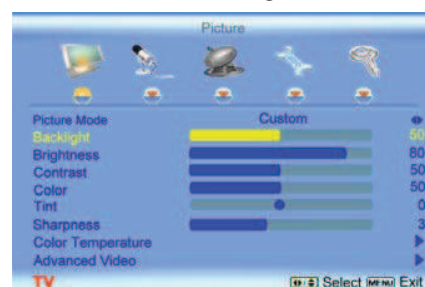 Picture
Picture Mode Custom
Backlight 50
Brightness 80
Contrast 50
Color 50
Tint 0
Sharpness 3
Color Temperature
Advanced Video
TV Select MENU Exit